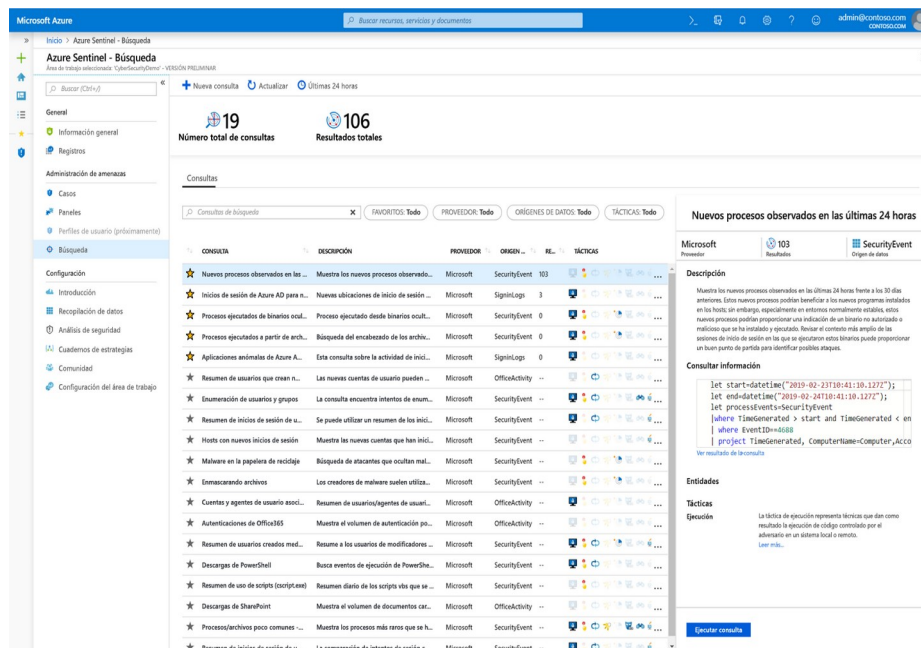 Microsoft Azure
Buscar recursos, servicios y documentos
admin@contoso.com
CONTOSO.COM
Inicio > Azure Sentinel - Búsqueda
Azure Sentinel - Búsqueda
Área de trabajo seleccionada: 'CyberSecurityDemo' - VERSIÓN PRELIMINAR
Buscar (Ctrl+/)
General
Información general
Registros
Administración de amenazas
Casos
Paneles
Perfiles de usuario (próximamente)
Búsqueda
Configuración
Introducción
Recopilación de datos
Análisis de seguridad
Cuadernos de estrategias
Comunidad
Configuración del área de trabajo
Nueva consulta Actualizar Últimas 24 horas
19 106
Número total de consultas Resultados totales
Consultas
Consultas de búsqueda FAVORITOS: Todo PROVEEDOR: Todo ORÍGENES DE DATOS: Todo TÁCTICAS: Todo
CONSULTA DESCRIPCIÓN PROVEEDOR ORIGEN ... RE... TÁCTICAS
Nuevos procesos observados en las ... Muestra los nuevos procesos observado... Microsoft SecurityEvent 103
Inicios de sesión de Azure AD para n... Nuevas ubicaciones de inicio de sesión ... Microsoft SigninLogs 3
Procesos ejecutados de binarios ocul... Proceso ejecutado desde binarios ocult... Microsoft SecurityEvent 0
Procesos ejecutados a partir de arch... Búsqueda del encabezado de los archiv... Microsoft SecurityEvent 0
Aplicaciones anómalas de Azure A... Esta consulta sobre la actividad de inici... Microsoft SigninLogs 0
Resumen de usuarios que crean n... Las nuevas cuentas de usuario pueden ... Microsoft OfficeActivity --
Enumeración de usuarios y grupos La consulta encuentra intentos de enum... Microsoft SecurityEvent --
Resumen de inicios de sesión de u... Se puede utilizar un resumen de los inici... Microsoft SecurityEvent --
Hosts con nuevos inicios de sesión Muestra las nuevas cuentas que han inici... Microsoft SecurityEvent --
Malware en la papelera de reciclaje Búsqueda de atacantes que ocultan mal... Microsoft SecurityEvent --
Enmascarando archivos Los creadores de malware suelen utiliza... Microsoft SecurityEvent --
Cuentas y agentes de usuario asoci... Resumen de usuarios/agentes de usuari... Microsoft OfficeActivity --
Autenticaciones de Office365 Muestra el volumen de autenticación po... Microsoft OfficeActivity --
Resumen de usuarios creados med... Resume a los usuarios de modificadores ... Microsoft SecurityEvent --
Descargas de PowerShell Busca eventos de ejecución de PowerShe... Microsoft SecurityEvent --
Resumen de uso de scripts (cscript.exe) Resumen diario de los scripts vbs que se ... Microsoft SecurityEvent --
Descargas de SharePoint Muestra el volumen de documentos car... Microsoft OfficeActivity --
Procesos/archivos poco comunes -... Muestra los procesos más raros que se h... Microsoft SecurityEvent --
Nuevos procesos observados en las últimas 24 horas
Microsoft 103 SecurityEvent
Proveedor Resultados Origen de datos
Descripción
Muestra los nuevos procesos observados en las últimas 24 horas frente a los 30 días
anteriores. Estos nuevos procesos podrían beneficiar a los nuevos programas instalados
en los hosts; sin embargo, especialmente en entornos normalmente estables, estos
nuevos procesos podrían proporcionar una indicación de un binario no autorizado o
malicioso que se ha instalado y ejecutado. Revisar el contexto más amplio de las
sesiones de inicio de sesión en las que se ejecutaron estos binarios puede proporcionar
un buen punto de partida para identificar posibles ataques.
Consultar información
let start=datetime("2019-02-23T10:41:10.127Z");
let end=datetime("2019-02-24T10:41:10.127Z");
let processEvents=SecurityEvent
|where TimeGenerated > start and TimeGenerated < en
| where EventID==4688
| project TimeGenerated, ComputerName=Computer,Acco
Ver resultado de la consulta
Entidades
Tácticas
Ejecución La táctica de ejecución representa técnicas que dan como
resultado la ejecución de código controlado por el
adversario en un sistema local o remoto.
Leer más...
Ejecutar consulta